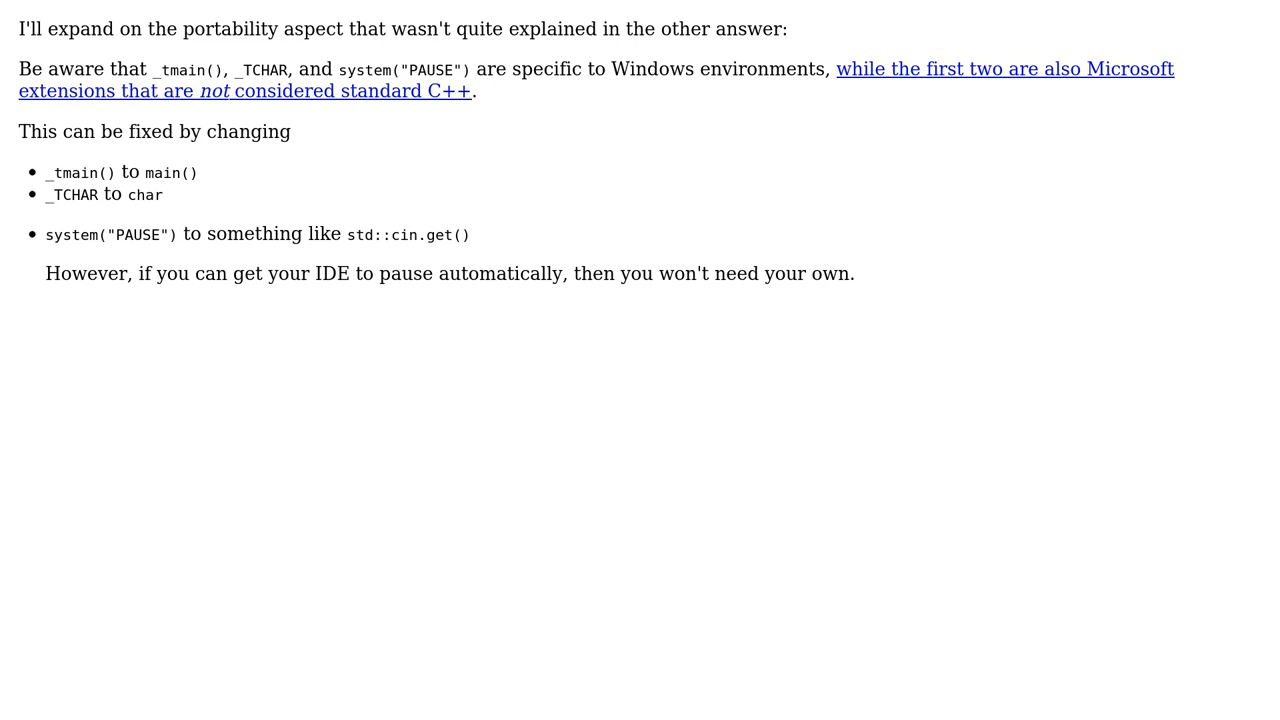 I'll expand on the portability aspect that wasn't quite explained in the other answer:
Be aware that _tmain(), _TCHAR, and system("PAUSE") are specific to Windows environments, while the first two are also Microsoft
extensions that are not considered standard C++.
This can be fixed by changing
• _tmain() to main()
• _TCHAR to char
• system("PAUSE") to something like std::cin.get()
However, if you can get your IDE to pause automatically, then you won't need your own.